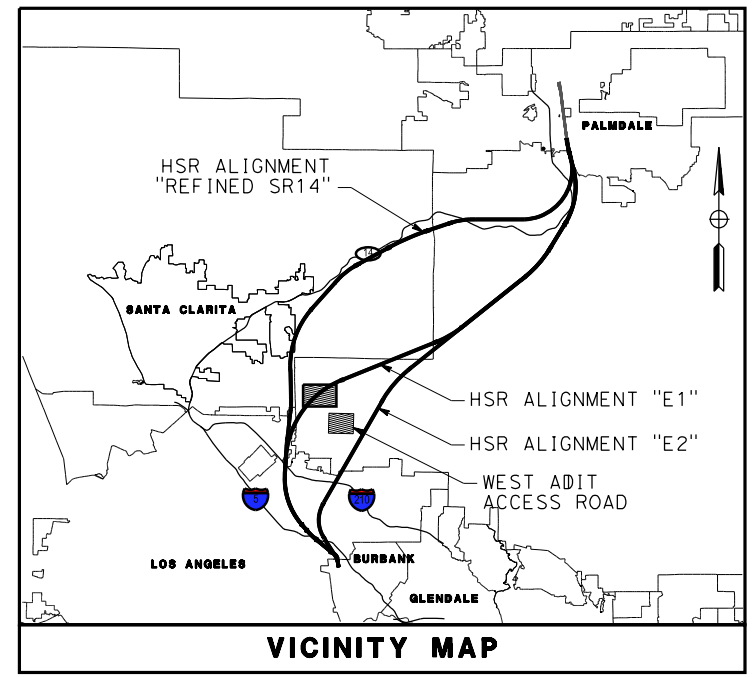 PALMDALE
HSR ALIGNMENT
"REFINED SR14"
14
SANTA CLARITA
HSR ALIGNMENT "E1"
HSR ALIGNMENT "E2"
WEST ADIT
ACCESS ROAD
5
210
LOS ANGELES
BURBANK
GLENDALE
VICINITY MAP